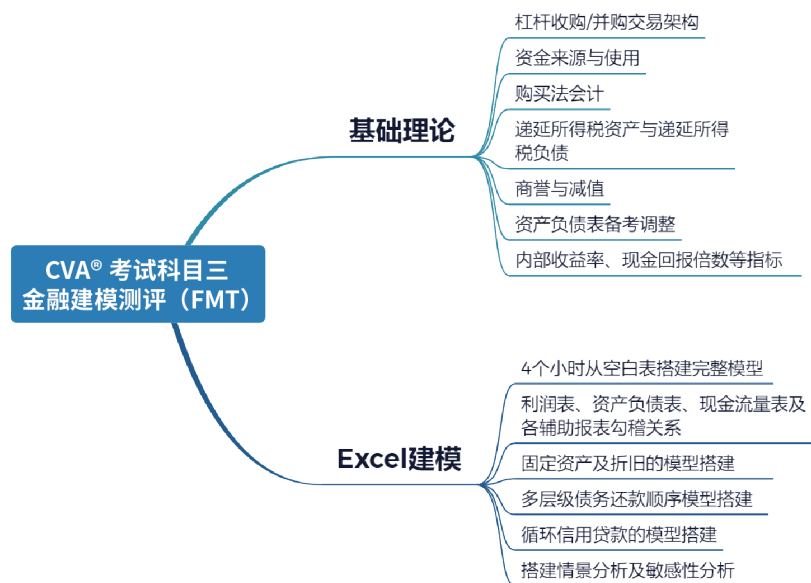 CVA® 考试科目三
金融建模测评（FMT）
基础理论
杠杆收购/并购交易架构
资金来源与使用
购买法会计
递延所得税资产与递延所得
税负债
商誉与减值
资产负债表备考调整
内部收益率、现金回报倍数等指标
Excel建模
4个小时从空白表搭建完整模型
利润表、资产负债表、现金流量表及
各辅助报表勾稽关系
固定资产及折旧的模型搭建
多层级债务还款顺序模型搭建
循环信用贷款的模型搭建
搭建情景分析及敏感性分析